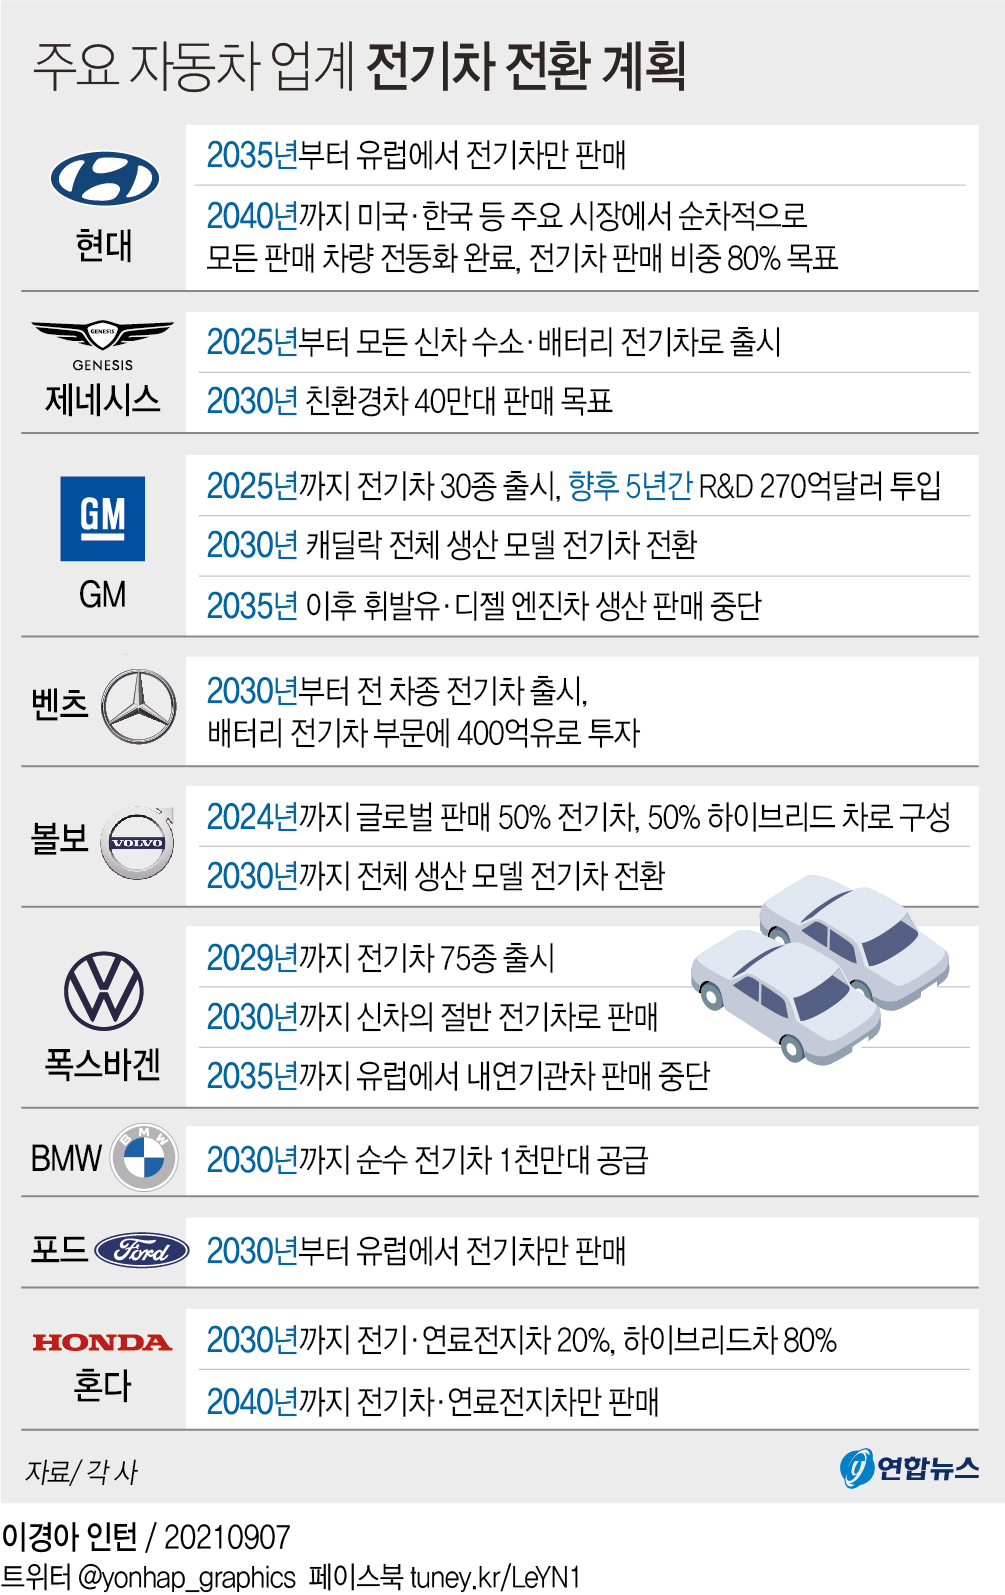 주요 자동차 업계 전기차 전환 계획
현대
2035년부터 유럽에서 전기차만 판매
2040년까지 미국·한국 등 주요 시장에서 순차적으로
모든 판매 차량 전동화 완료, 전기차 판매 비중 80% 목표
GENESIS
GENESIS
제네시스
2025년부터 모든 신차 수소·배터리 전기차로 출시
2030년 친환경차 40만대 판매 목표
GM
GM
2025년까지 전기차 30종 출시, 향후 5년간 R&D 270억달러 투입
2030년 캐딜락 전체 생산 모델 전기차 전환
2035년 이후 휘발유·디젤 엔진차 생산 판매 중단
벤츠
2030년부터 전 차종 전기차 출시,
배터리 전기차 부문에 400억유로 투자
볼보
VOLVO
2024년까지 글로벌 판매 50% 전기차, 50% 하이브리드 차로 구성
2030년까지 전체 생산 모델 전기차 전환
폭스바겐
2029년까지 전기차 75종 출시
2030년까지 신차의 절반 전기차로 판매
2035년까지 유럽에서 내연기관차 판매 중단
BMW
BMW
2030년까지 순수 전기차 1천만대 공급
포드
Ford
2030년부터 유럽에서 전기차만 판매
HONDA
혼다
2030년까지 전기·연료전지차 20%, 하이브리드차 80%
2040년까지 전기차·연료전지차만 판매
자료/ 각 사
연합뉴스
이경아 인턴 / 20210907
트위터 @yonhap_graphics 페이스북 tuney.kr/LeYN1